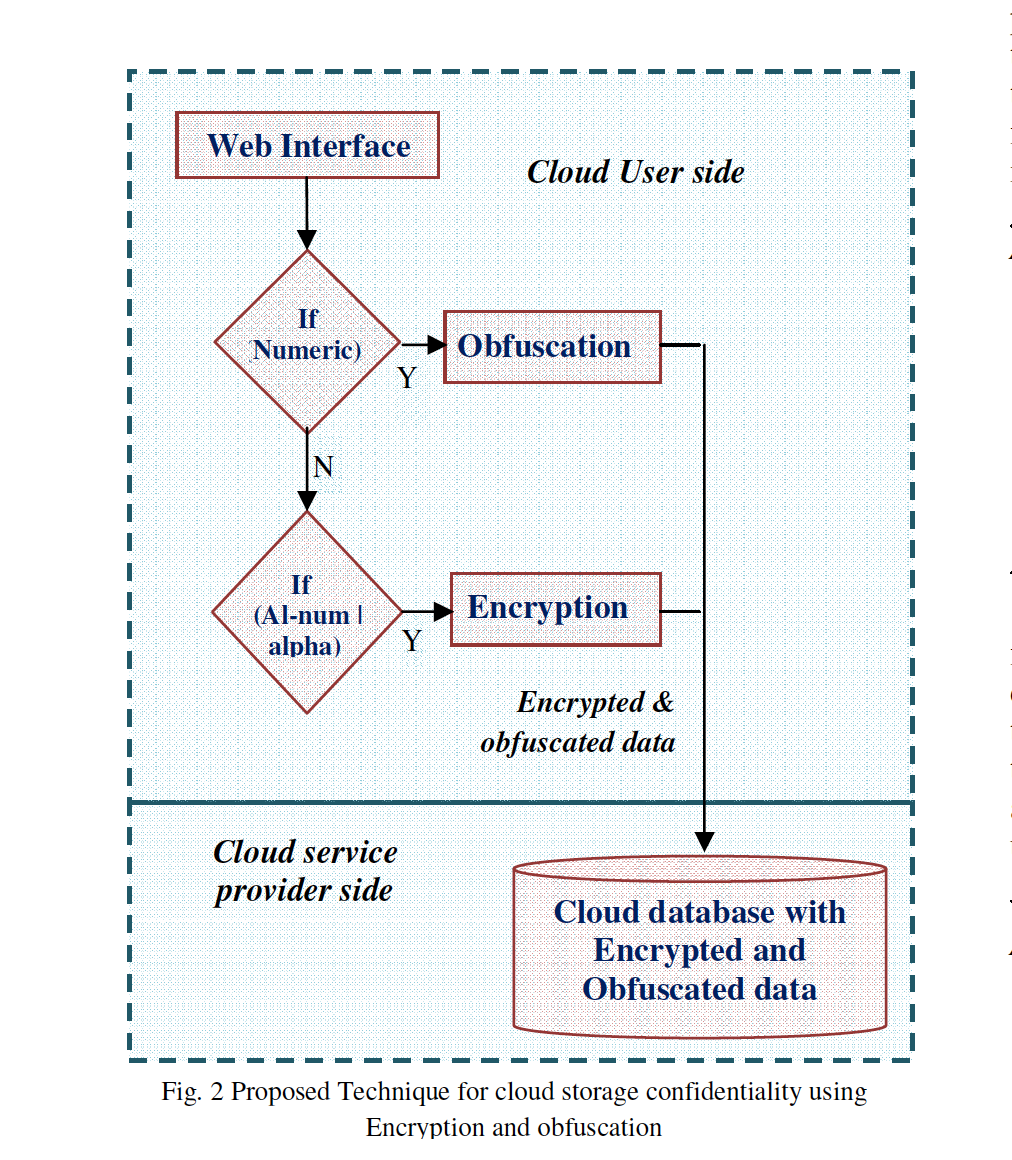 Web Interface
Cloud User side
If
(Numeric)
Obfuscation
Y
N
If
(Al-num |
alpha)
Encryption
Y
Encrypted &
obfuscated data
Cloud service
provider side
Cloud database with
Encrypted and
Obfuscated data
Fig. 2 Proposed Technique for cloud storage confidentiality using
Encryption and obfuscation